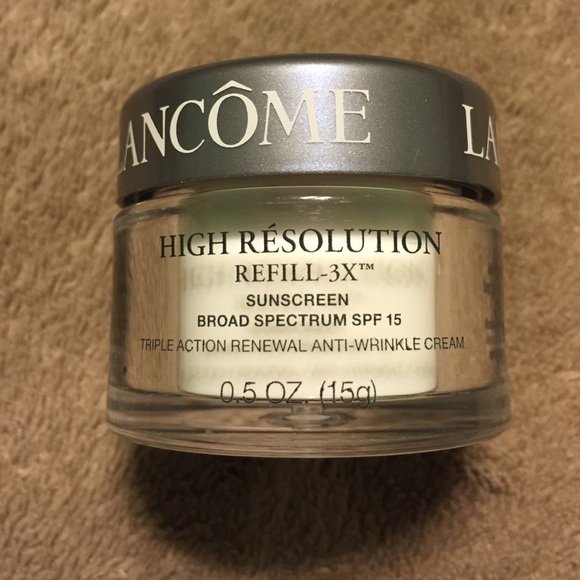 LANCÔME LA
HIGH RÉSOLUTION
REFILL-3X™
SUNSCREEN
BROAD SPECTRUM SPF 15
TRIPLE ACTION RENEWAL ANTI-WRINKLE CREAM
0.5 OZ. (15g)